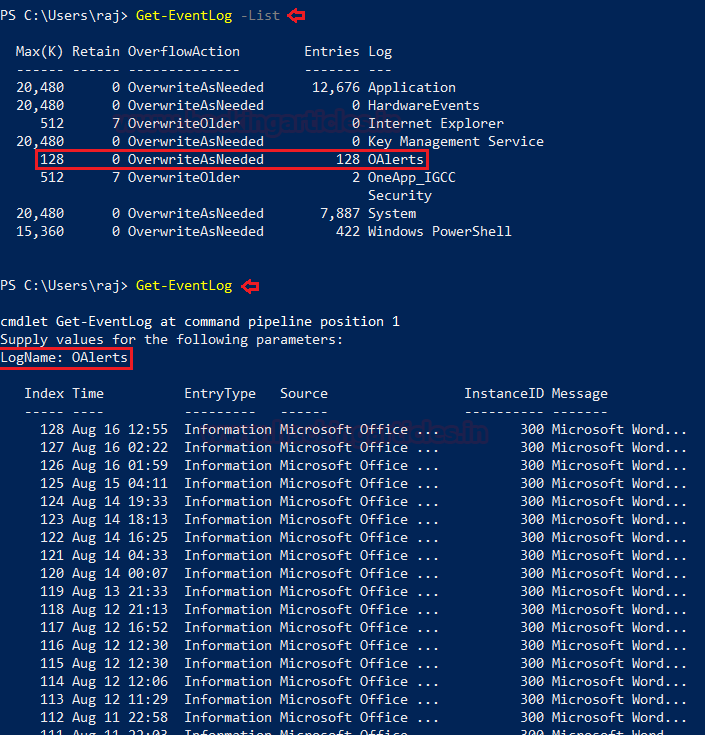 PS C:\Users\raj> Get-EventLog -List
Max(K) Retain OverflowAction Entries Log
------ ------ -------------- ------- ---
20,480 0 OverwriteAsNeeded 12,676 Application
20,480 0 OverwriteAsNeeded 0 HardwareEvents
512 7 OverwriteOlder 0 Internet Explorer
20,480 0 OverwriteAsNeeded 0 Key Management Service
128 0 OverwriteAsNeeded 128 OAlerts
512 7 OverwriteOlder 2 OneApp_IGCC
Security
20,480 0 OverwriteAsNeeded 7,887 System
15,360 0 OverwriteAsNeeded 422 Windows PowerShell
PS C:\Users\raj> Get-EventLog
cmdlet Get-EventLog at command pipeline position 1
Supply values for the following parameters:
LogName: OAlerts
Index Time EntryType Source InstanceID Message
----- ---- --------- ------ ---------- -------
128 Aug 16 12:55 Information Microsoft Office ... 300 Microsoft Word...
127 Aug 16 02:22 Information Microsoft Office ... 300 Microsoft Word...
126 Aug 16 01:59 Information Microsoft Office ... 300 Microsoft Word...
125 Aug 15 04:11 Information Microsoft Office ... 300 Microsoft Word...
124 Aug 14 19:33 Information Microsoft Office ... 300 Microsoft Word...
123 Aug 14 18:13 Information Microsoft Office ... 300 Microsoft Word...
122 Aug 14 16:25 Information Microsoft Office ... 300 Microsoft Word...
121 Aug 14 04:33 Information Microsoft Office ... 300 Microsoft Word...
120 Aug 14 00:07 Information Microsoft Office ... 300 Microsoft Word...
119 Aug 13 21:33 Information Microsoft Office ... 300 Microsoft Word...
118 Aug 12 21:13 Information Microsoft Office ... 300 Microsoft Word...
117 Aug 12 16:52 Information Microsoft Office ... 300 Microsoft Word...
116 Aug 12 12:30 Information Microsoft Office ... 300 Microsoft Word...
115 Aug 12 12:30 Information Microsoft Office ... 300 Microsoft Word...
114 Aug 12 12:06 Information Microsoft Office ... 300 Microsoft Word...
113 Aug 12 11:29 Information Microsoft Office ... 300 Microsoft Word...
112 Aug 11 22:58 Information Microsoft Office ... 300 Microsoft Word...
111 Aug 11 22:03 Information Microsoft Office ... 300 Microsoft Word...